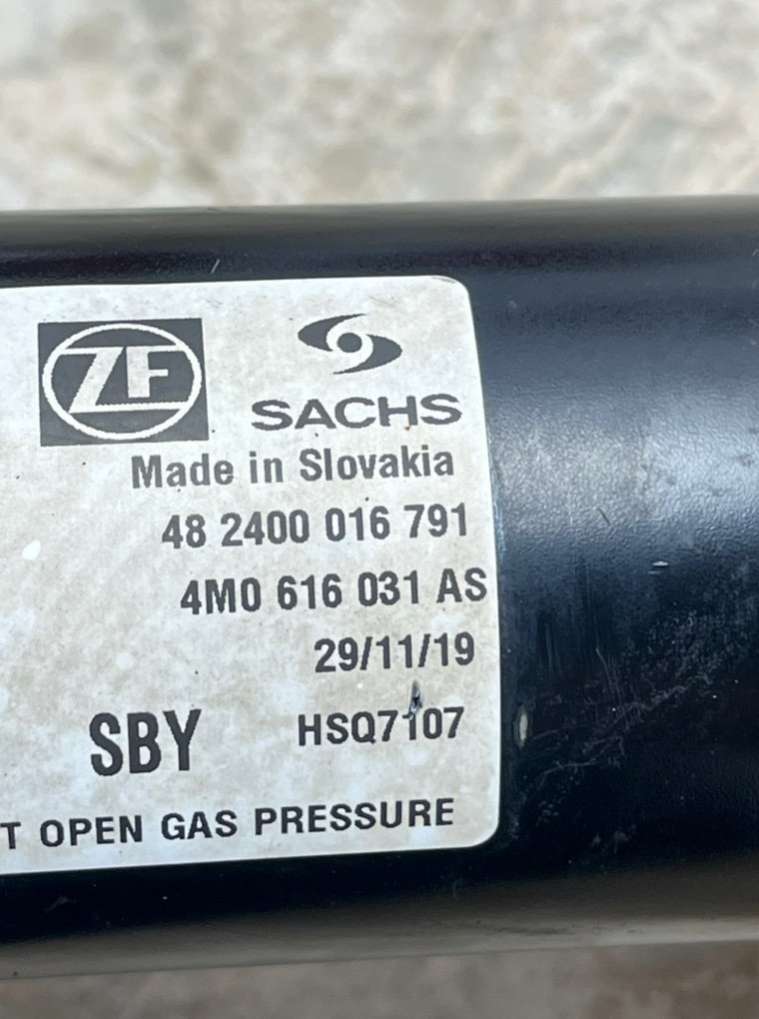 ZF
SACHS
Made in Slovakia
48 2400 016 791
4M0 616 031 AS
29/11/19
SBY HSQ7107
T OPEN GAS PRESSURE